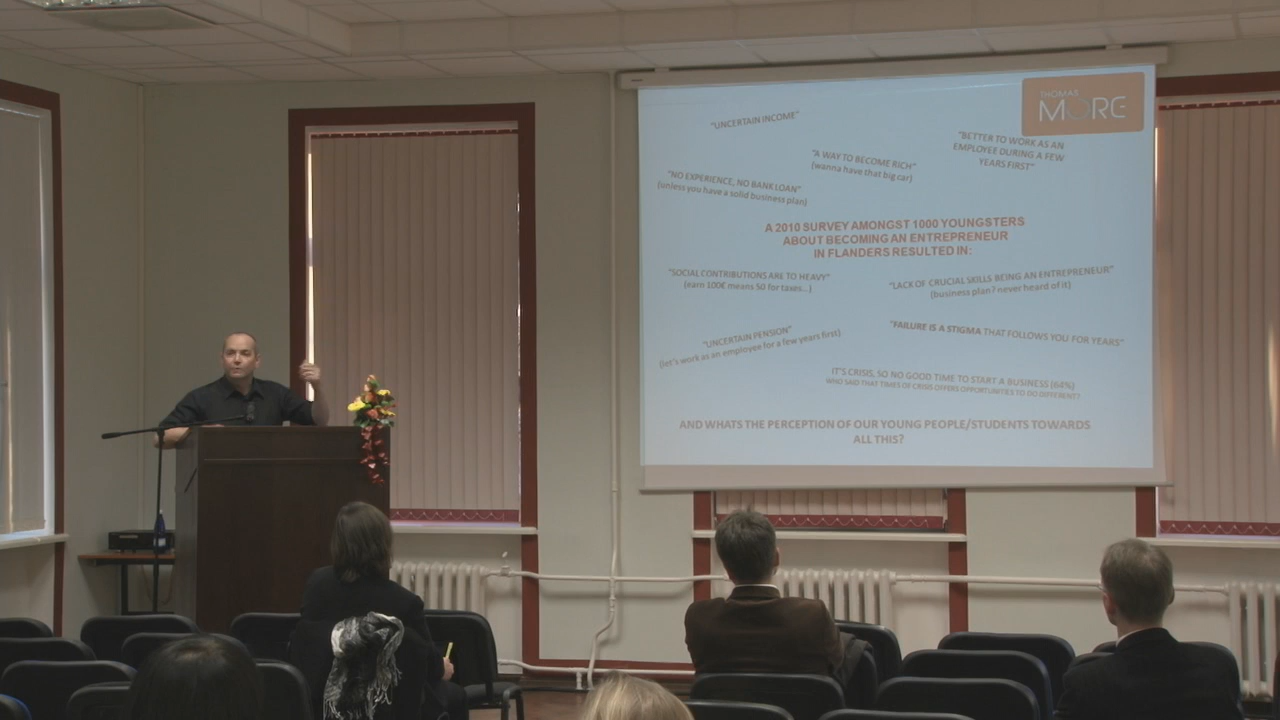 THOMAS
MORE
"UNCERTAIN INCOME"
"BETTER TO WORK AS AN
EMPLOYEE DURING A FEW
YEARS FIRST"
"A WAY TO BECOME RICH"
(wanna have that big car)
"NO EXPERIENCE, NO BANK LOAN"
(unless you have a solid business plan)
A 2010 SURVEY AMONGST 1000 YOUNGSTERS
ABOUT BECOMING AN ENTREPRENEUR
IN FLANDERS RESULTED IN:
"SOCIAL CONTRIBUTIONS ARE TO HEAVY"
(earn 100€ means 50 for taxes...)
"LACK OF CRUCIAL SKILLS BEING AN ENTREPRENEUR"
(business plan? never heard of it)
"UNCERTAIN PENSION"
(let's work as an employee for a few years first)
"FAILURE IS A STIGMA THAT FOLLOWS YOU FOR YEARS"
IT'S CRISIS, SO NO GOOD TIME TO START A BUSINESS (64%)
WHO SAID THAT TIMES OF CRISIS OFFERS OPPORTUNITIES TO DO DIFFERENT?
AND WHATS THE PERCEPTION OF OUR YOUNG PEOPLE/STUDENTS TOWARDS
ALL THIS?